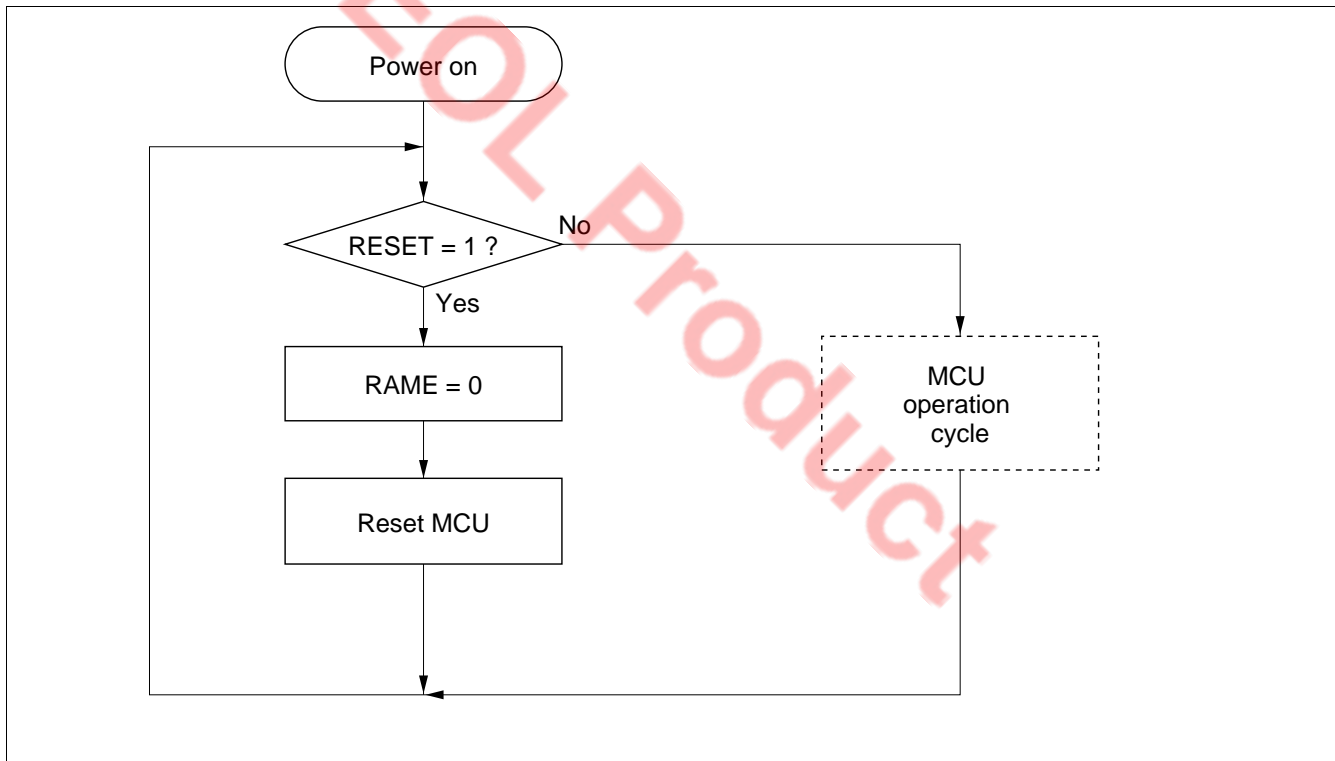 Power on
RESET = 1 ?
No
Yes
RAME = 0
MCU
operation
cycle
Reset MCU
EOL Product